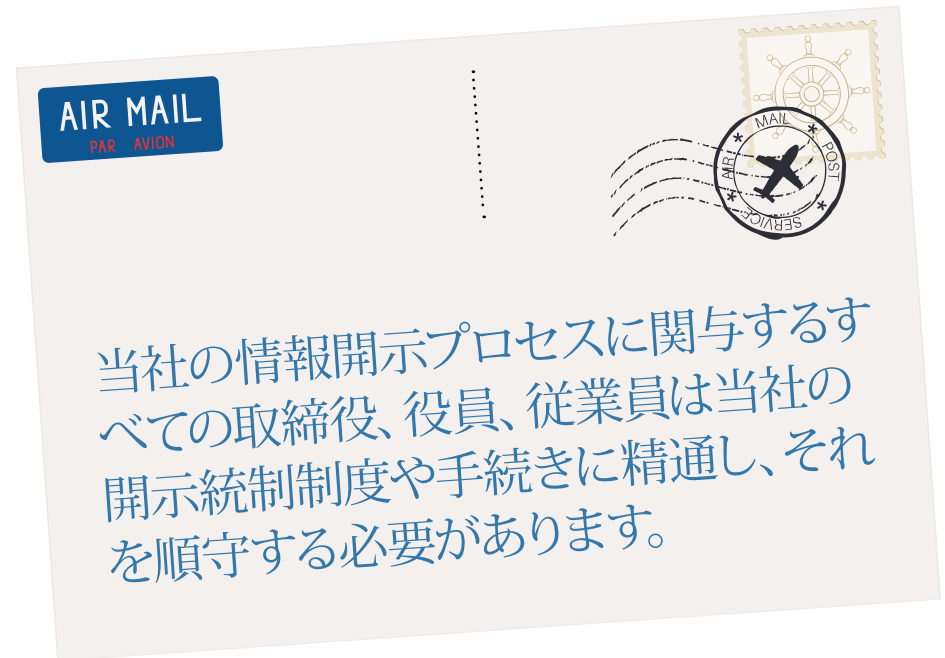 AIR MAIL
PAR AVION
AIR MAIL POST SERVICE
当社の情報開示プロセスに関与するす
べての取締役、役員、従業員は当社の
開示統制制度や手続きに精通し、それ
を順守する必要があります。